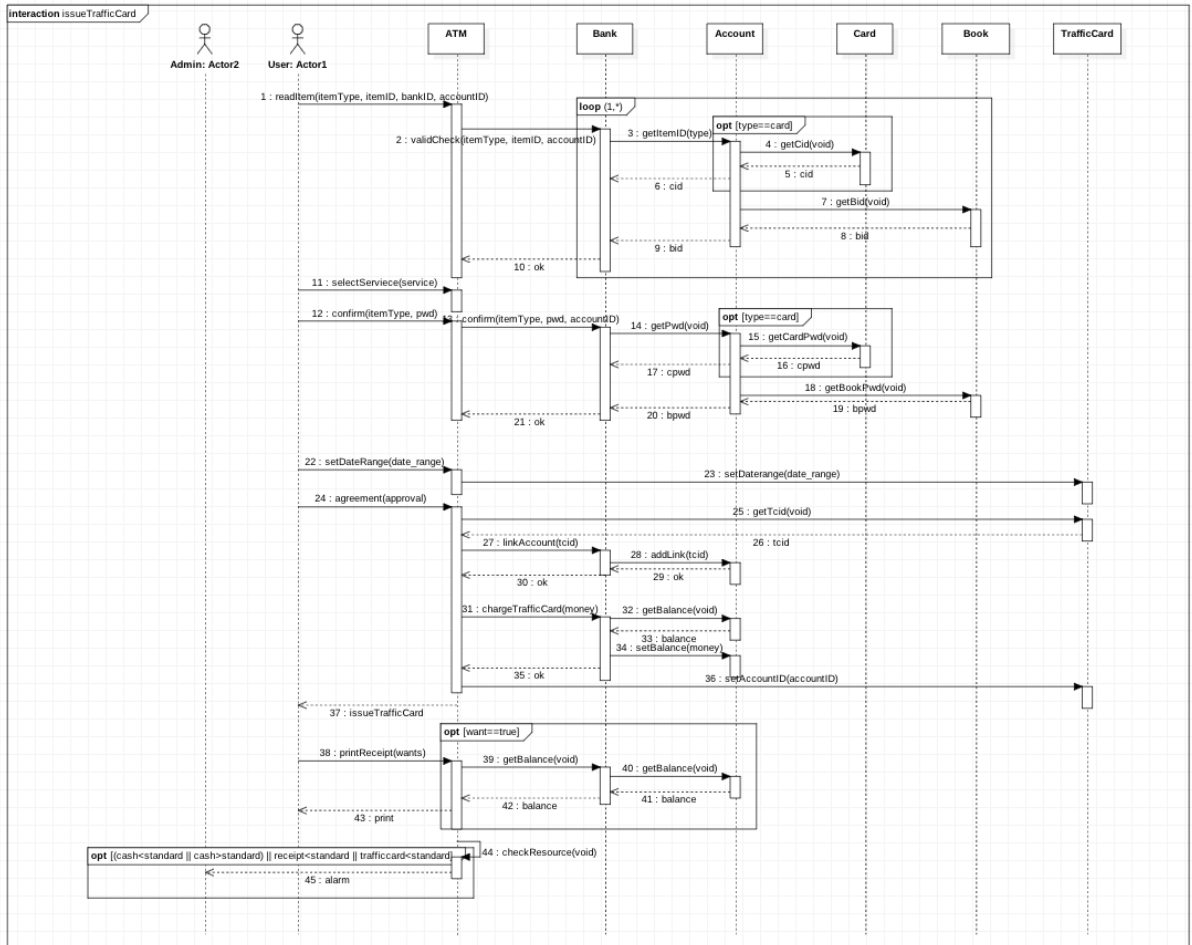 interaction issueTrafficCard
Admin: Actor2
User: Actor1
ATM
Bank
Account
Card
Book
TrafficCard
1 : readItem(itemType, itemID, bankID, accountID)
loop (1,*)
opt [type==card]
2 : validCheck(itemType, itemID, accountID)
3 : getItemID(type)
4 : getCid(void)
5 : cid
6 : cid
7 : getBid(void)
8 : bid
9 : bid
10 : ok
11 : selectServiece(service)
12 : confirm(itemType, pwd)
13 : confirm(itemType, pwd, accountID)
opt [type==card]
14 : getPwd(void)
15 : getCardPwd(void)
16 : cpwd
17 : cpwd
18 : getBookPwd(void)
19 : bpwd
20 : bpwd
21 : ok
22 : setDateRange(date_range)
23 : setDaterange(date_range)
24 : agreement(approval)
25 : getTcid(void)
26 : tcid
27 : linkAccount(tcid)
28 : addLink(tcid)
29 : ok
30 : ok
31 : chargeTrafficCard(money)
32 : getBalance(void)
33 : balance
34 : setBalance(money)
35 : ok
36 : setAccountID(accountID)
37 : issueTrafficCard
opt [want==true]
38 : printReceipt(wants)
39 : getBalance(void)
40 : getBalance(void)
41 : balance
42 : balance
43 : print
44 : checkResource(void)
opt [(cash<standard || cash>standard) || receipt<standard || trafficcard<standard]
45 : alarm